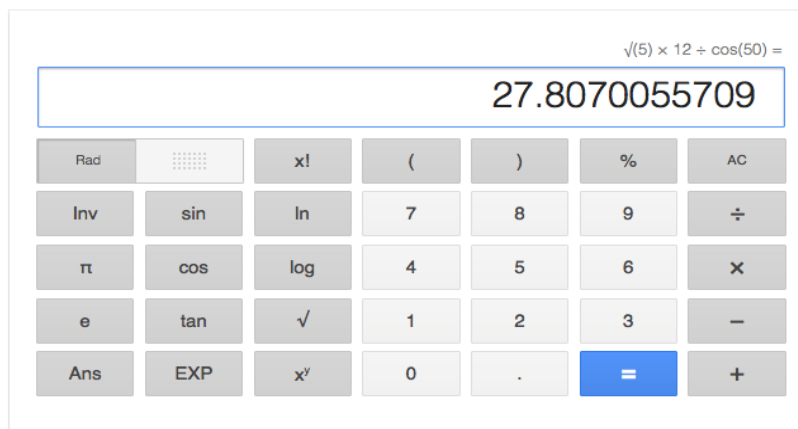 √(5) × 12 ÷ cos(50) =
27.8070055709
Rad x! ( ) % AC
Inv sin ln 7 8 9 ÷
π cos log 4 5 6 ×
e tan √ 1 2 3 −
Ans EXP xʸ 0 . = +